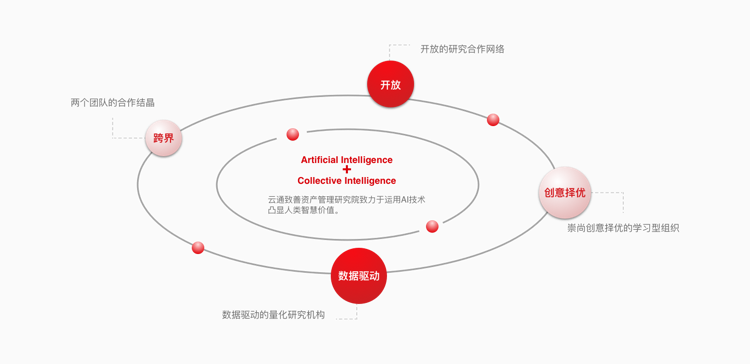 开放的研究合作网络
开放
两个团队的合作结晶
跨界
Artificial Intelligence
+
Collective Intelligence
云通致善资产管理研究院致力于运用AI技术
凸显人类智慧价值。
创意择优
崇尚创意择优的学习型组织
数据驱动
数据驱动的量化研究机构